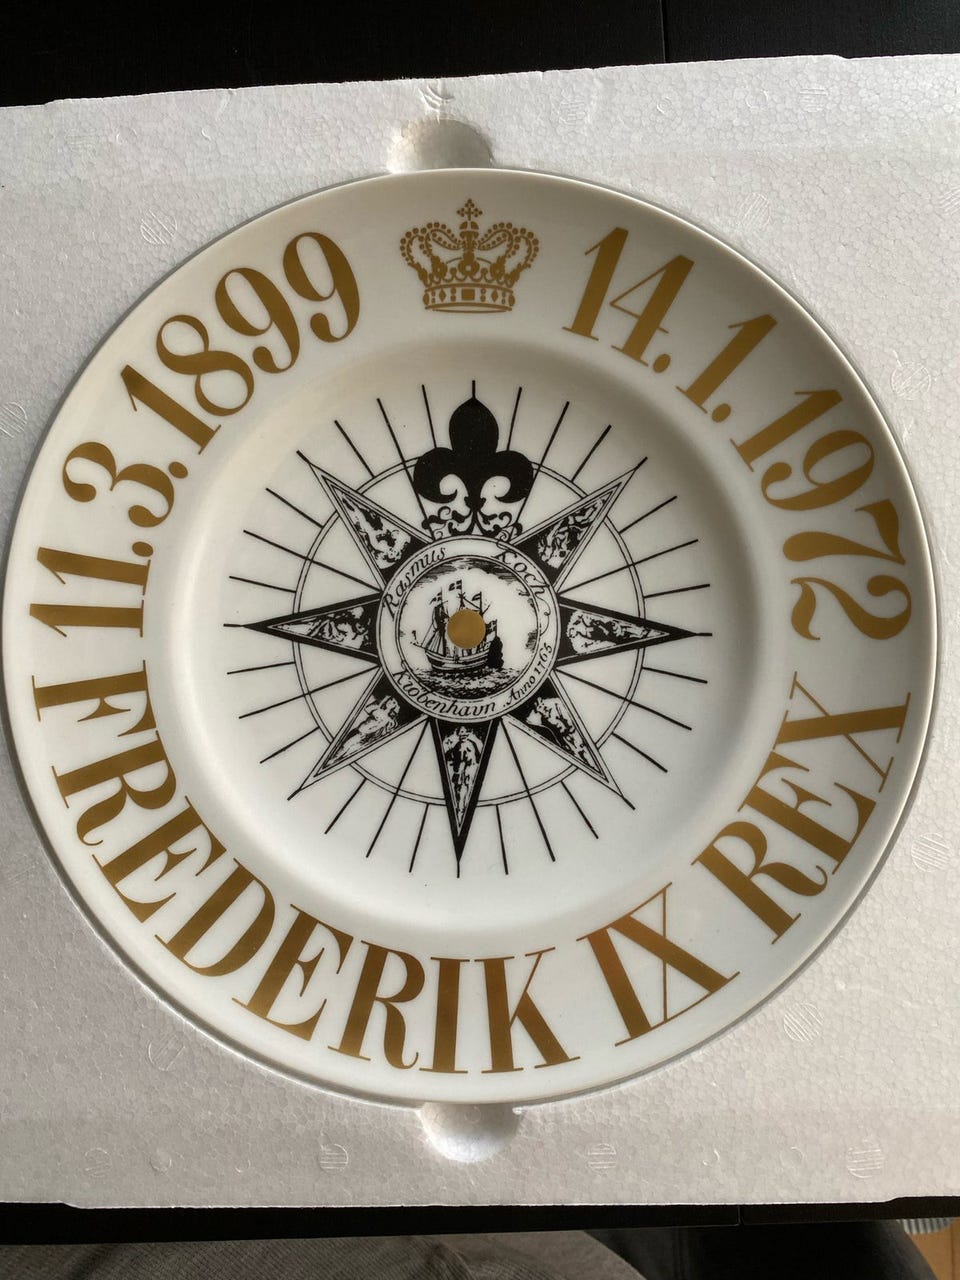 11.3.1899
14.1.1972
FREDERIK IX REX
Rasmus Koch
Kiøbenhavn Anno 1763